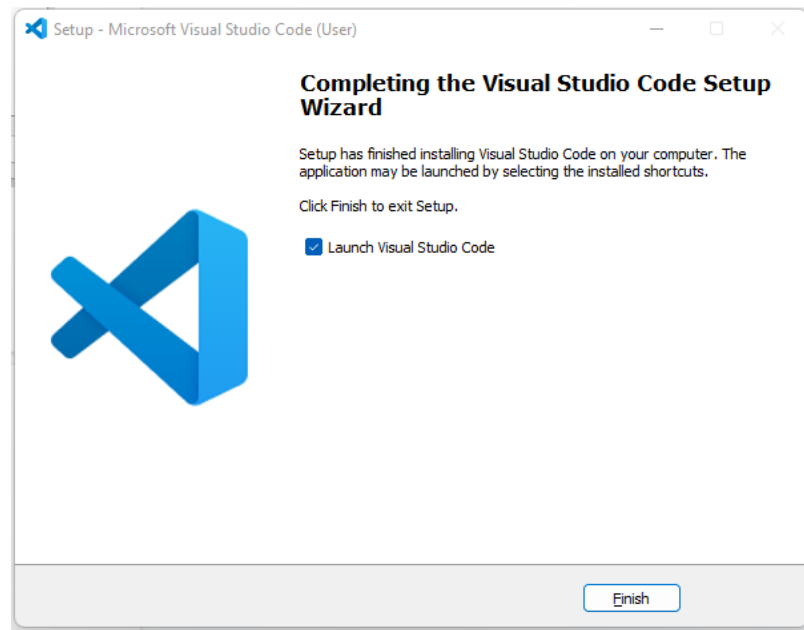 Setup - Microsoft Visual Studio Code (User)
Completing the Visual Studio Code Setup
Wizard
Setup has finished installing Visual Studio Code on your computer. The
application may be launched by selecting the installed shortcuts.
Click Finish to exit Setup.
Launch Visual Studio Code
Finish